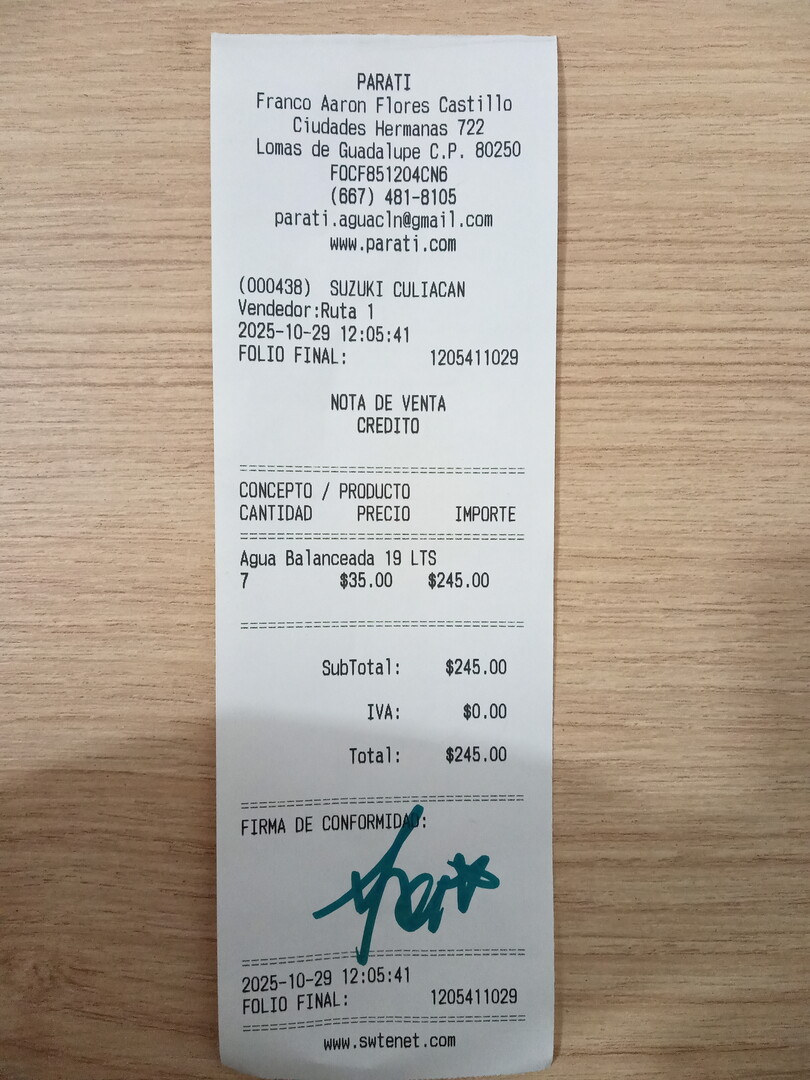 PARATI
Franco Aaron Flores Castillo
Ciudades Hermanas 722
Lomas de Guadalupe C.P. 80250
FOCF851204CN6
(667) 481-8105
parati.aguacln@gmail.com
www.parati.com
(000438) SUZUKI CULIACAN
Vendedor:Ruta 1
2025-10-29 12:05:41
FOLIO FINAL: 1205411029
NOTA DE VENTA
CREDITO
============================
CONCEPTO / PRODUCTO
CANTIDAD PRECIO IMPORTE
============================
Agua Balanceada 19 LTS
7 $35.00 $245.00
============================
SubTotal: $245.00
IVA: $0.00
Total: $245.00
============================
FIRMA DE CONFORMIDAD:
============================
2025-10-29 12:05:41
FOLIO FINAL: 1205411029
============================
www.swtenet.com